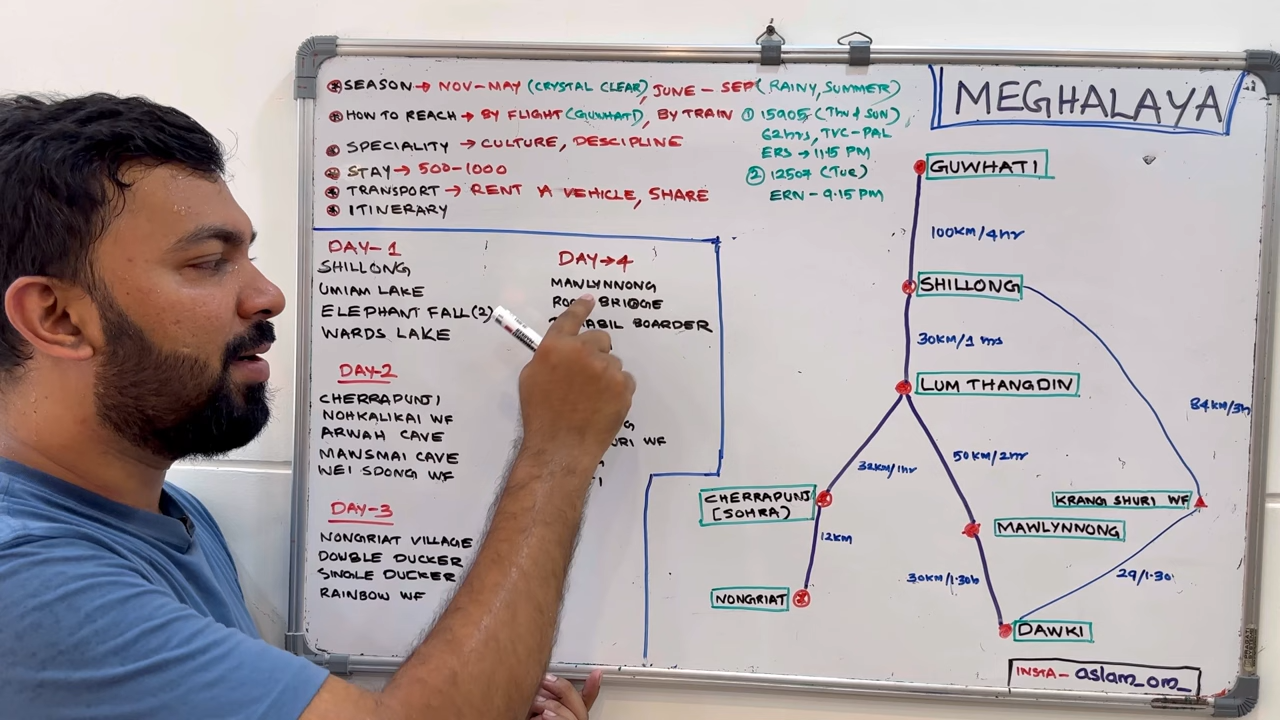 MEGHALAYA
SEASON → NOV-MAY (CRYSTAL CLEAR), JUNE - SEP (RAINY, SUMMER)
HOW TO REACH → BY FLIGHT (GUWHATI), BY TRAIN ① 15905 (THU & SUN)
62hrs, TVC-PAL
ERS → 11:15 PM
② 12507 (TUE)
ERN - 9:15 PM
SPECIALITY → CULTURE, DESCIPLINE
STAY → 500-1000
TRANSPORT → RENT A VEHICLE, SHARE
ITINERARY
DAY-1
SHILLONG
UMIAM LAKE
ELEPHANT FALL(2)
WARDS LAKE
DAY-2
CHERRAPUNJI
NOHKALIKAI WF
ARWAH CAVE
MAWSMAI CAVE
WEI SDONG WF
DAY-3
NONGRIAT VILLAGE
DOUBLE DUCKER
SINGLE DUCKER
RAINBOW WF
DAY→4
MAWLYNNONG
BRIDGE
BOARDER
WF
GUWHATI
100KM/4hr
SHILLONG
30KM/1 hrs
LUM THANGDIN
84KM/3h
32KM/1hr
50KM/2hr
CHERRAPUNJ
[SOHRA)
KRANG SHURI WF
12KM
MAWLYNNONG
30KM/1.30h
29/1.30
NONGRIAT
DAWKI
INSTA- aslam_om_